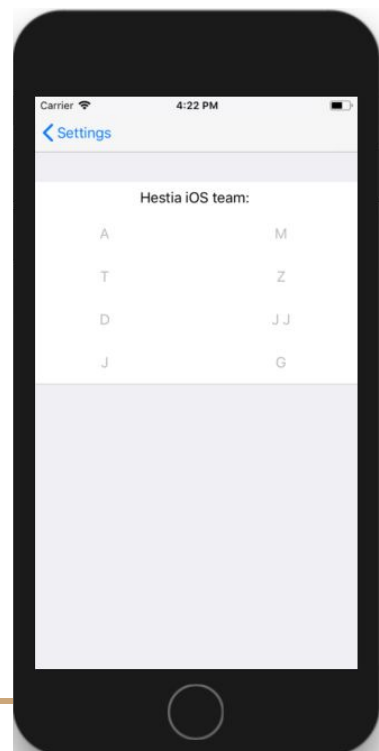 Carrier 4:22 PM
Settings
Hestia iOS team:
A M
T Z
D J J
J G